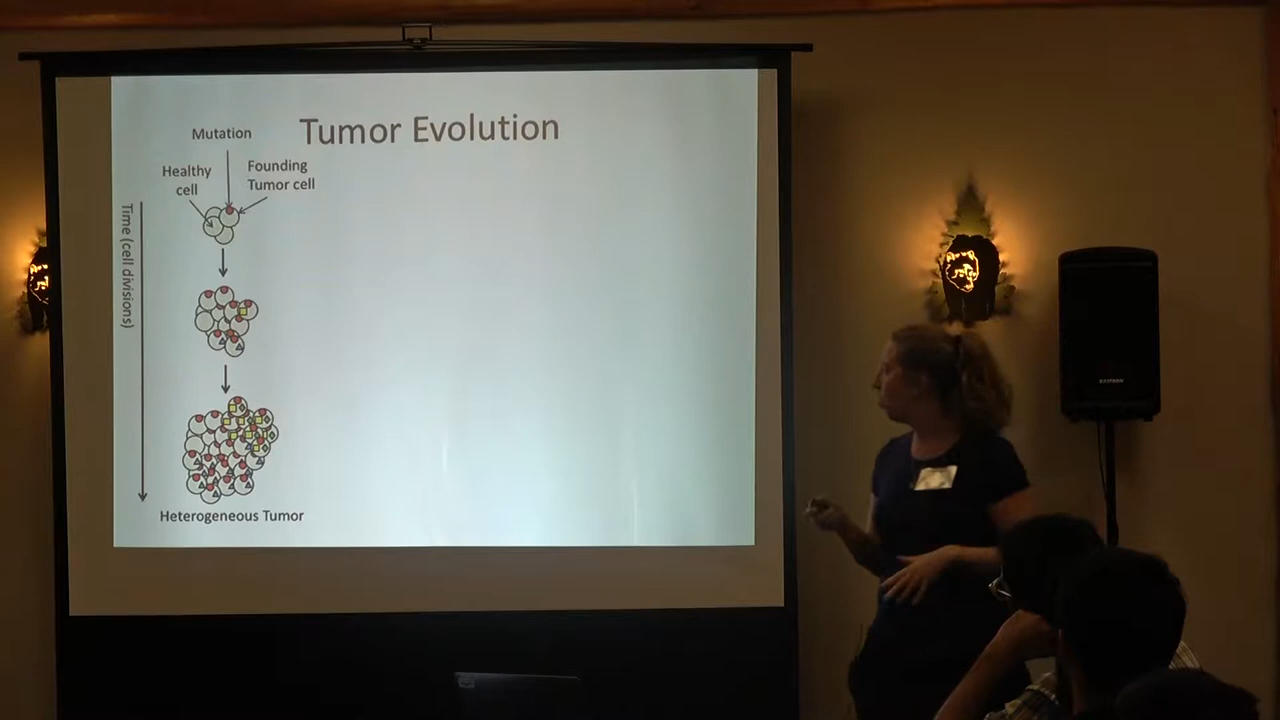 Tumor Evolution
Mutation
Healthy
cell
Founding
Tumor cell
Time (cell divisions)
Heterogeneous Tumor